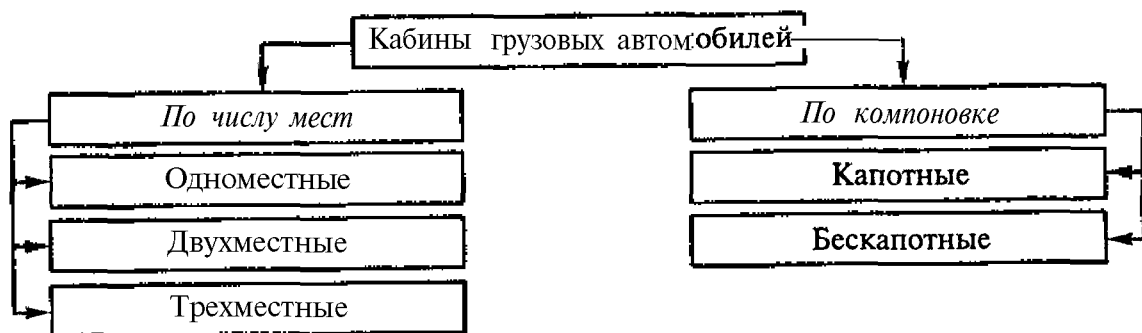 Кабины грузовых автомобилей
По числу мест
По компоновке
Одноместные
Капотные
Двухместные
Бескапотные
Трехместные